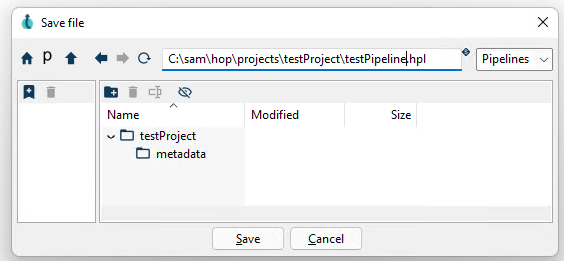 Save file
p
C:\sam\hop\projects\testProject\testPipeline.hpl
Pipelines
Name Modified Size
testProject
metadata
Save Cancel